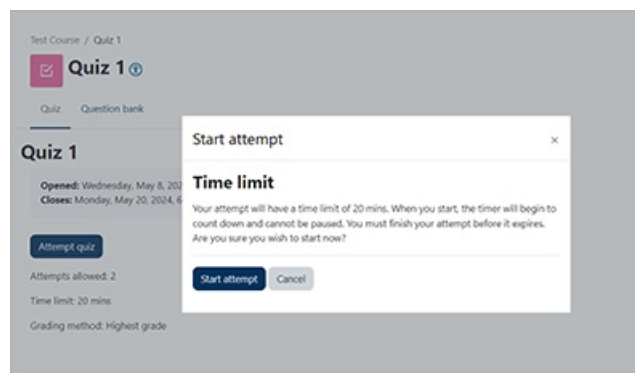 Test Course / Quiz 1
Quiz 1
Quiz
Question bank
Quiz 1
Opened: Wednesday, May 8, 202
Closes: Monday, May 20, 2024, 6
Attempt quiz
Attempts allowed: 2
Time limit: 20 mins
Grading method: Highest grade
Start attempt
×
Time limit
Your attempt will have a time limit of 20 mins. When you start, the timer will begin to
count down and cannot be paused. You must finish your attempt before it expires.
Are you sure you wish to start now?
Start attempt
Cancel